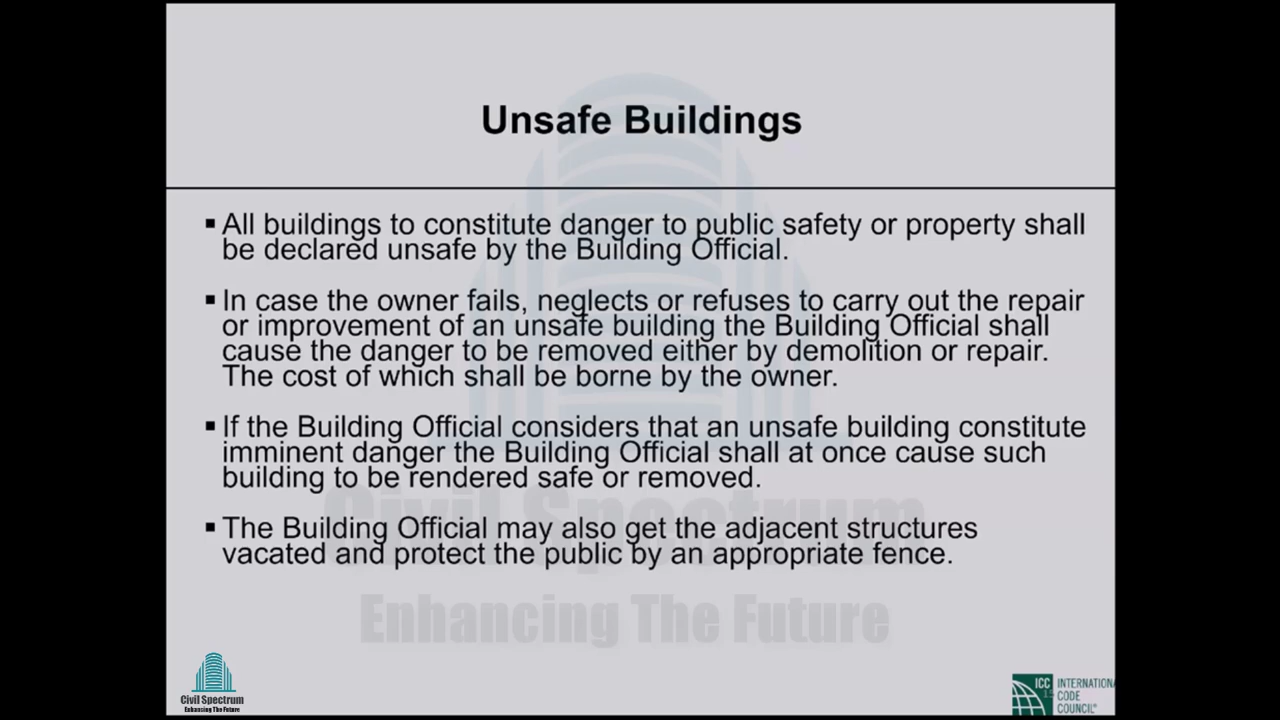 Unsafe Buildings
▪ All buildings to constitute danger to public safety or property shall
be declared unsafe by the Building Official.
▪ In case the owner fails, neglects or refuses to carry out the repair
or improvement of an unsafe building the Building Official shall
cause the danger to be removed either by demolition or repair.
The cost of which shall be borne by the owner.
▪ If the Building Official considers that an unsafe building constitute
imminent danger the Building Official shall at once cause such
building to be rendered safe or removed.
▪ The Building Official may also get the adjacent structures
vacated and protect the public by an appropriate fence.
Civil Spectrum
Enhancing The Future
Civil Spectrum
Enhancing The Future
ICC INTERNATIONA
CODE
COUNCIL®